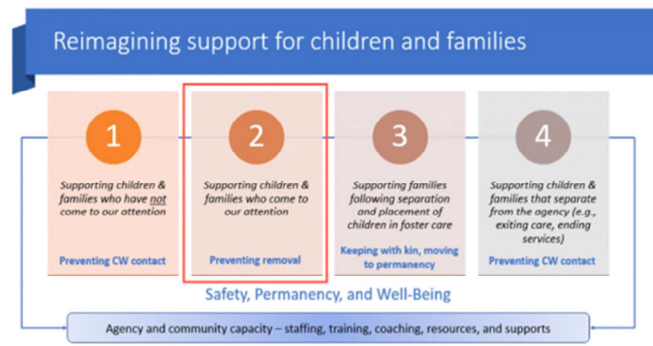 Reimagining support for children and families
1
Supporting children &
families who have not
come to our attention
Preventing CW contact
2
Supporting children &
families who come to
our attention
Preventing removal
3
Supporting families
following separation
and placement of
children in foster care
Keeping with kin, moving
to permanency
4
Supporting children &
families that separate
from the agency (e.g.,
exiting care, ending
services)
Preventing CW contact
Safety, Permanency, and Well-Being
Agency and community capacity – staffing, training, coaching, resources, and supports